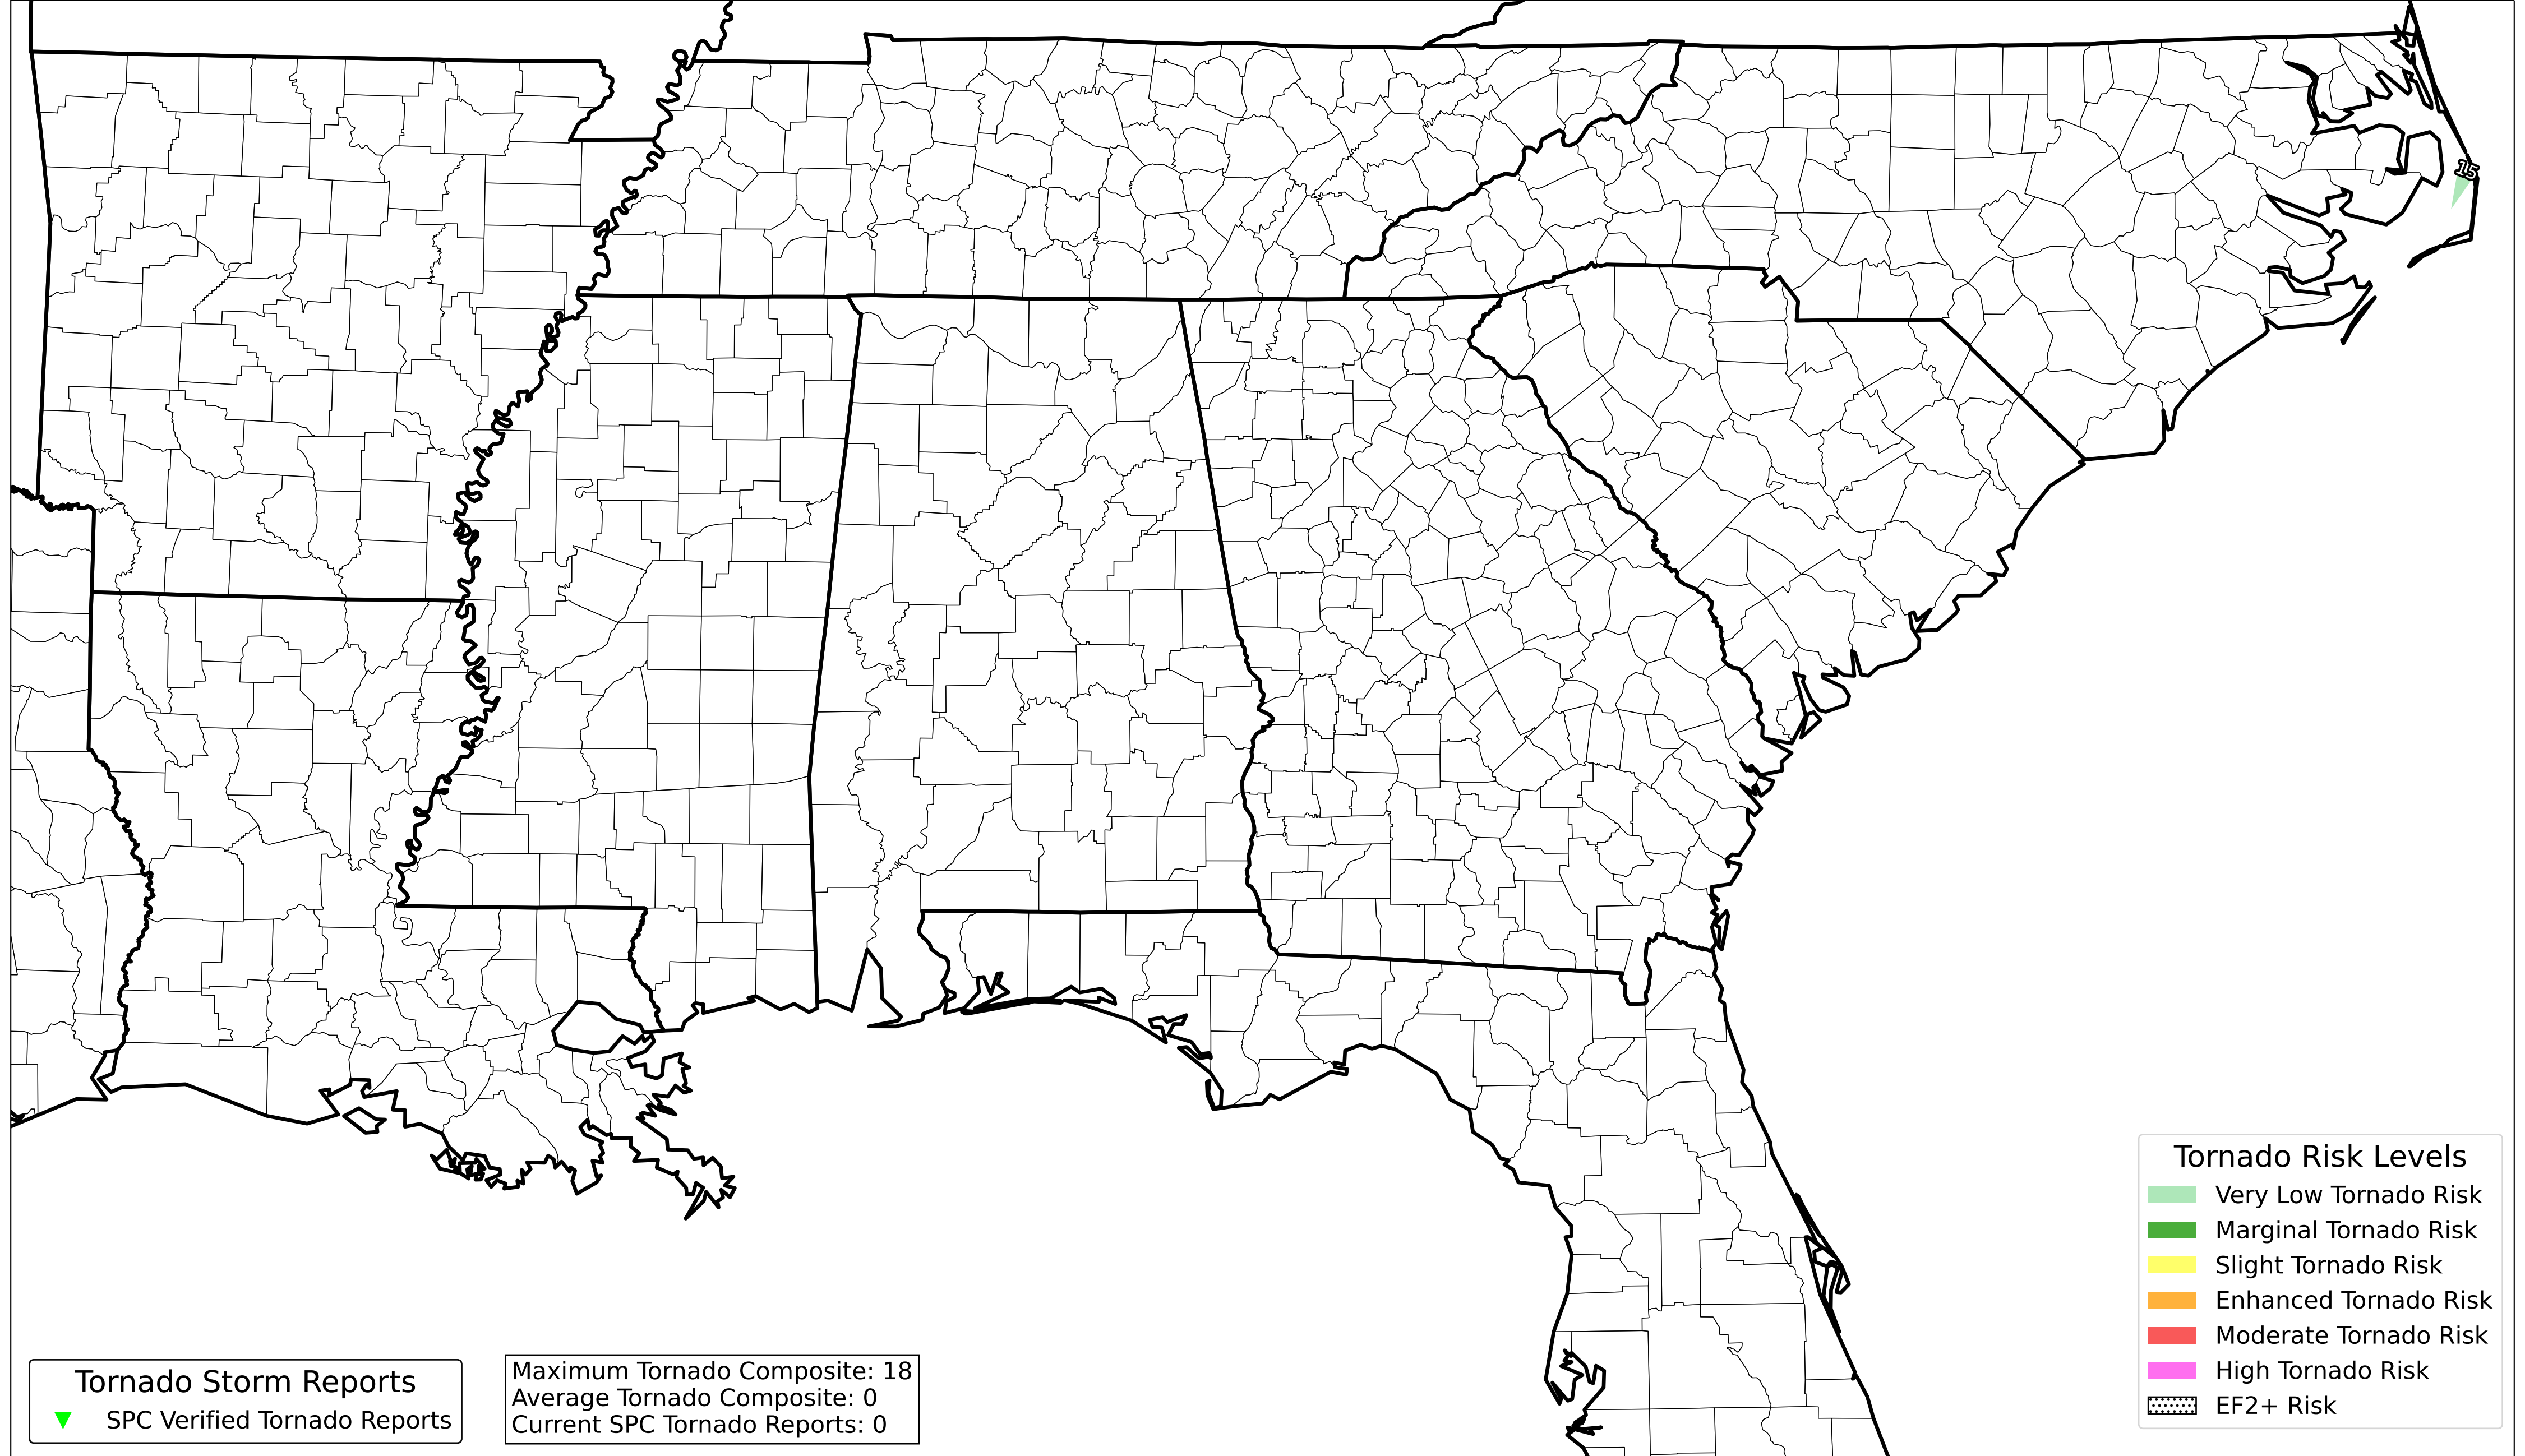 15
Tornado Risk Levels
Very Low Tornado Risk
Marginal Tornado Risk
Slight Tornado Risk
Enhanced Tornado Risk
Moderate Tornado Risk
High Tornado Risk
EF2+ Risk
Tornado Storm Reports
SPC Verified Tornado Reports
Maximum Tornado Composite: 18
Average Tornado Composite: 0
Current SPC Tornado Reports: 0